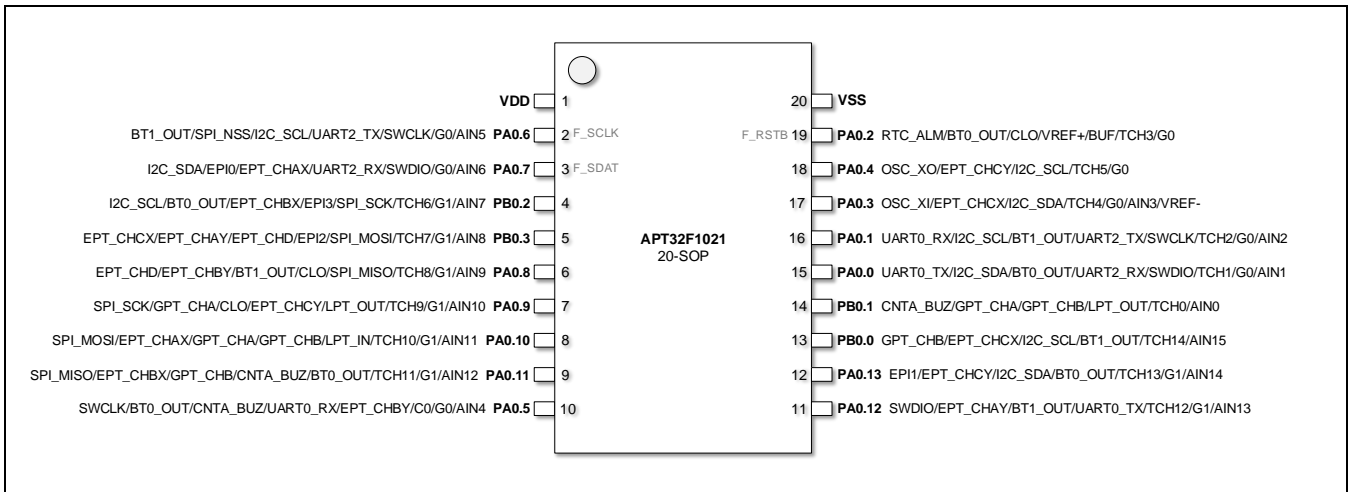 VDD 1 20 VSS
BT1_OUT/SPI_NSS/I2C_SCL/UART2_TX/SWCLK/G0/AIN5 PA0.6 2 F_SCLK F_RSTB 19 PA0.2 RTC_ALM/BT0_OUT/CLO/VREF+/BUF/TCH3/G0
I2C_SDA/EPI0/EPT_CHAX/UART2_RX/SWDIO/G0/AIN6 PA0.7 3 F_SDAT 18 PA0.4 OSC_XO/EPT_CHCY/I2C_SCL/TCH5/G0
I2C_SCL/BT0_OUT/EPT_CHBX/EPI3/SPI_SCK/TCH6/G1/AIN7 PB0.2 4 17 PA0.3 OSC_XI/EPT_CHCX/I2C_SDA/TCH4/G0/AIN3/VREF-
EPT_CHCX/EPT_CHAY/EPT_CHD/EPI2/SPI_MOSI/TCH7/G1/AIN8 PB0.3 5 APT32F1021 16 PA0.1 UART0_RX/I2C_SCL/BT1_OUT/UART2_TX/SWCLK/TCH2/G0/AIN2
20-SOP
EPT_CHD/EPT_CHBY/BT1_OUT/CLO/SPI_MISO/TCH8/G1/AIN9 PA0.8 6 15 PA0.0 UART0_TX/I2C_SDA/BT0_OUT/UART2_RX/SWDIO/TCH1/G0/AIN1
SPI_SCK/GPT_CHA/CLO/EPT_CHCY/LPT_OUT/TCH9/G1/AIN10 PA0.9 7 14 PB0.1 CNTA_BUZ/GPT_CHA/GPT_CHB/LPT_OUT/TCH0/AIN0
SPI_MOSI/EPT_CHAX/GPT_CHA/GPT_CHB/LPT_IN/TCH10/G1/AIN11 PA0.10 8 13 PB0.0 GPT_CHB/EPT_CHCX/I2C_SCL/BT1_OUT/TCH14/AIN15
SPI_MISO/EPT_CHBX/GPT_CHB/CNTA_BUZ/BT0_OUT/TCH11/G1/AIN12 PA0.11 9 12 PA0.13 EPI1/EPT_CHCY/I2C_SDA/BT0_OUT/TCH13/G1/AIN14
SWCLK/BT0_OUT/CNTA_BUZ/UART0_RX/EPT_CHBY/C0/G0/AIN4 PA0.5 10 11 PA0.12 SWDIO/EPT_CHAY/BT1_OUT/UART0_TX/TCH12/G1/AIN13